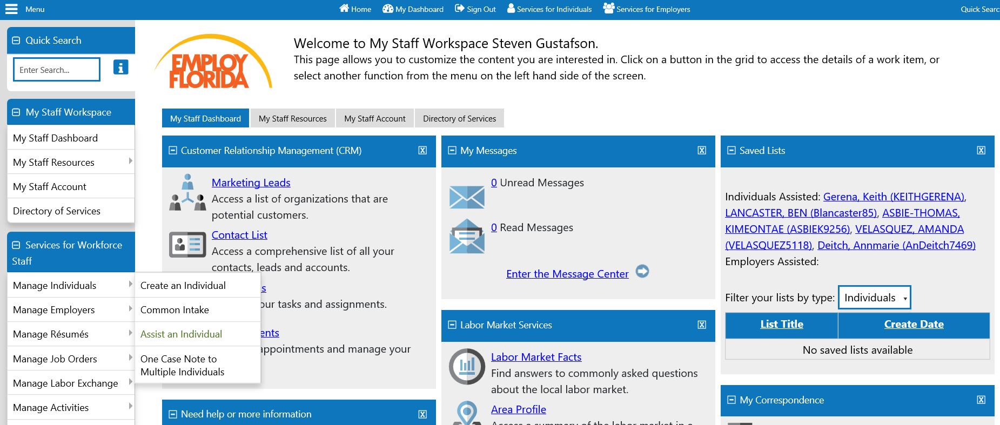 Menu
Home
My Dashboard
Sign Out
Services for Individuals
Services for Employers
Quick Searc
Quick Search
Enter Search...
My Staff Workspace
My Staff Dashboard
My Staff Resources
My Staff Account
Directory of Services
Services for Workforce
Staff
Manage Individuals
Manage Employers
Manage Résumés
Manage Job Orders
Manage Labor Exchange
Manage Activities
Create an Individual
Common Intake
Assist an Individual
One Case Note to
Multiple Individuals
EMPLOY
FLORIDA
Welcome to My Staff Workspace Steven Gustafson.
This page allows you to customize the content you are interested in. Click on a button in the grid to access the details of a work item, or
select another function from the menu on the left hand side of the screen.
My Staff Dashboard
My Staff Resources
My Staff Account
Directory of Services
Customer Relationship Management (CRM)
Marketing Leads
Access a list of organizations that are
potential customers.
Contact List
Access a comprehensive list of all your
contacts, leads and accounts.
s
our tasks and assignments.
ents
appointments and manage your
Need help or more information
My Messages
0 Unread Messages
0 Read Messages
Enter the Message Center
Labor Market Services
Labor Market Facts
Find answers to commonly asked questions
about the local labor market.
Area Profile
Access a summary of the labor market in a
Saved Lists
Individuals Assisted: Gerena, Keith (KEITHGERENA),
LANCASTER, BEN (Blancaster85), ASBIE-THOMAS,
KIMEONTAE (ASBIEK9256), VELASQUEZ, AMANDA
(VELASQUEZ5118), Deitch, Annmarie (AnDeitch7469)
Employers Assisted:
Filter your lists by type: Individuals
List Title
Create Date
No saved lists available
My Correspondence